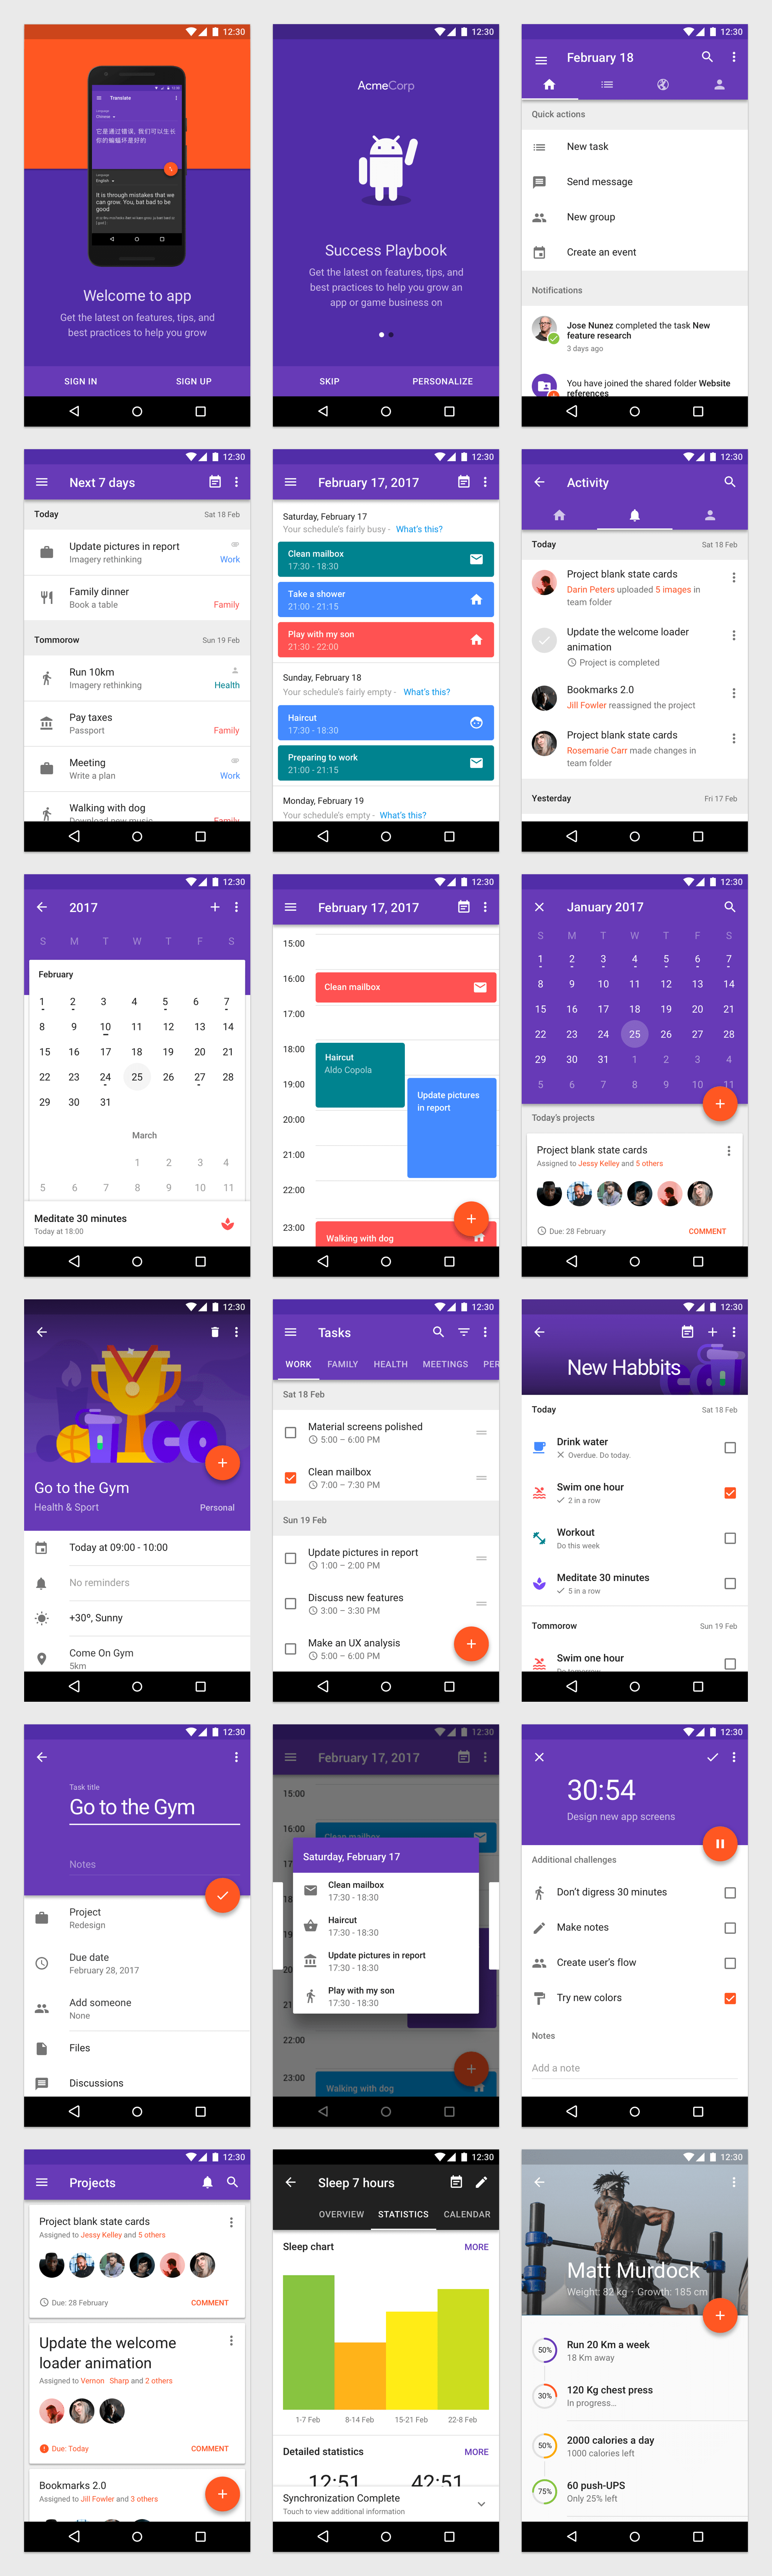 12:30
Translate
Language
Chinese
它是通过错误, 我们可以生长
你的蝙蝠坏是好的
Language
English
It is through mistakes that we
can grow. You, bat bad to be
good
Welcome to app
Get the latest on features, tips, and
best practices to help you grow
SIGN IN
SIGN UP
12:30
AcmeCorp
Success Playbook
Get the latest on features, tips, and
best practices to help you grow an
app or game business on
SKIP
PERSONALIZE
12:30
February 18
Quick actions
New task
Send message
New group
Create an event
Notifications
Jose Nunez completed the task New
feature research
3 days ago
You have joined the shared folder Website
references
12:30
Next 7 days
Today
Sat 18 Feb
Update pictures in report
Imagery rethinking
Work
Family dinner
Book a table
Family
Tommorow
Sun 19 Feb
Run 10km
Imagery rethinking
Health
Pay taxes
Passport
Family
Meeting
Write a plan
Work
Walking with dog
Download new music
Family
12:30
February 17, 2017
Saturday, February 17
Your schedule's fairly busy - What's this?
Clean mailbox
17:30 - 18:30
Take a shower
21:00 - 21:15
Play with my son
21:30 - 22:00
Sunday, February 18
Your schedule's fairly empty - What's this?
Haircut
17:30 - 18:30
Preparing to work
21:00 - 21:15
Monday, February 19
Your schedule's empty - What's this?
12:30
Activity
Today
Sat 18 Feb
Project blank state cards
Darin Peters uploaded 5 images in
team folder
Update the welcome loader
animation
Project is completed
Bookmarks 2.0
Jill Fowler reassigned the project
Project blank state cards
Rosemarie Carr made changes in
team folder
Yesterday
Fri 17 Feb
12:30
2017
S M T W T F S
February
1 2 3 4 5 6 7
8 9 10 11 12 13 14
15 16 17 18 19 20 21
22 23 24 25 26 27 28
29 30 31
March
1 2 3 4
5 6 7 8 9 10 11
Meditate 30 minutes
Today at 18:00
12:30
February 17, 2017
15:00
16:00
Clean mailbox
17:00
18:00
Haircut
Aldo Copola
19:00
Update pictures
in report
20:00
21:00
22:00
23:00
Walking with dog
12:30
January 2017
S M T W T F S
1 2 3 4 5 6 7
8 9 10 11 12 13 14
15 16 17 18 19 20 21
22 23 24 25 26 27 28
29 30 31 1 2 3 4
5 6 7 8 9 10 11
Today's projects
Project blank state cards
Assigned to Jessy Kelley and 5 others
Due: 28 February
COMMENT
12:30
Go to the Gym
Health & Sport
Personal
Today at 09:00 - 10:00
No reminders
+30º, Sunny
Come On Gym
5km
12:30
Tasks
WORK FAMILY HEALTH MEETINGS PER
Sat 18 Feb
Material screens polished
5:00 – 6:00 PM
Clean mailbox
7:00 – 7:30 PM
Sun 19 Feb
Update pictures in report
1:00 – 2:00 PM
Discuss new features
3:00 – 3:30 PM
Make an UX analysis
5:00 – 6:00 PM
12:30
New Habbits
Today
Sat 18 Feb
Drink water
Overdue. Do today.
Swim one hour
2 in a row
Workout
Do this week
Meditate 30 minutes
5 in a row
Tommorow
Sun 19 Feb
Swim one hour
Do tomorrow
12:30
Task title
Go to the Gym
Notes
Project
Redesign
Due date
February 28, 2017
Add someone
None
Files
Discussions
12:30
February 17, 2017
15:00
16:00
Clean mailbox
17
18
19
Saturday, February 17
Clean mailbox
17:30 - 18:30
Haircut
17:30 - 18:30
Update pictures in report
17:30 - 18:30
Play with my son
17:30 - 18:30
20
21
22:00
23:00
Walking with dog
12:30
30:54
Design new app screens
Additional challenges
Don't digress 30 minutes
Make notes
Create user's flow
Try new colors
Notes
Add a note
12:30
Projects
Project blank state cards
Assigned to Jessy Kelley and 5 others
Due: 28 February
COMMENT
Update the welcome
loader animation
Assigned to Vernon Sharp and 2 others
Due: Today
COMMENT
Bookmarks 2.0
Assigned to Jill Fowler and 3 others
12:30
Sleep 7 hours
OVERVIEW STATISTICS CALENDAR
Sleep chart
MORE
1-7 Feb 8-14 Feb 15-21 Feb 22-8 Feb
Detailed statistics
MORE
12:51 42:51
Synchronization Complete
Touch to view additional information
12:30
Matt Murdock
Weight: 82 kg · Growth: 185 cm
50%
Run 20 Km a week
18 Km away
30%
120 Kg chest press
In progress...
50%
2000 calories a day
1000 calories left
75%
60 push-UPS
Only 25% left